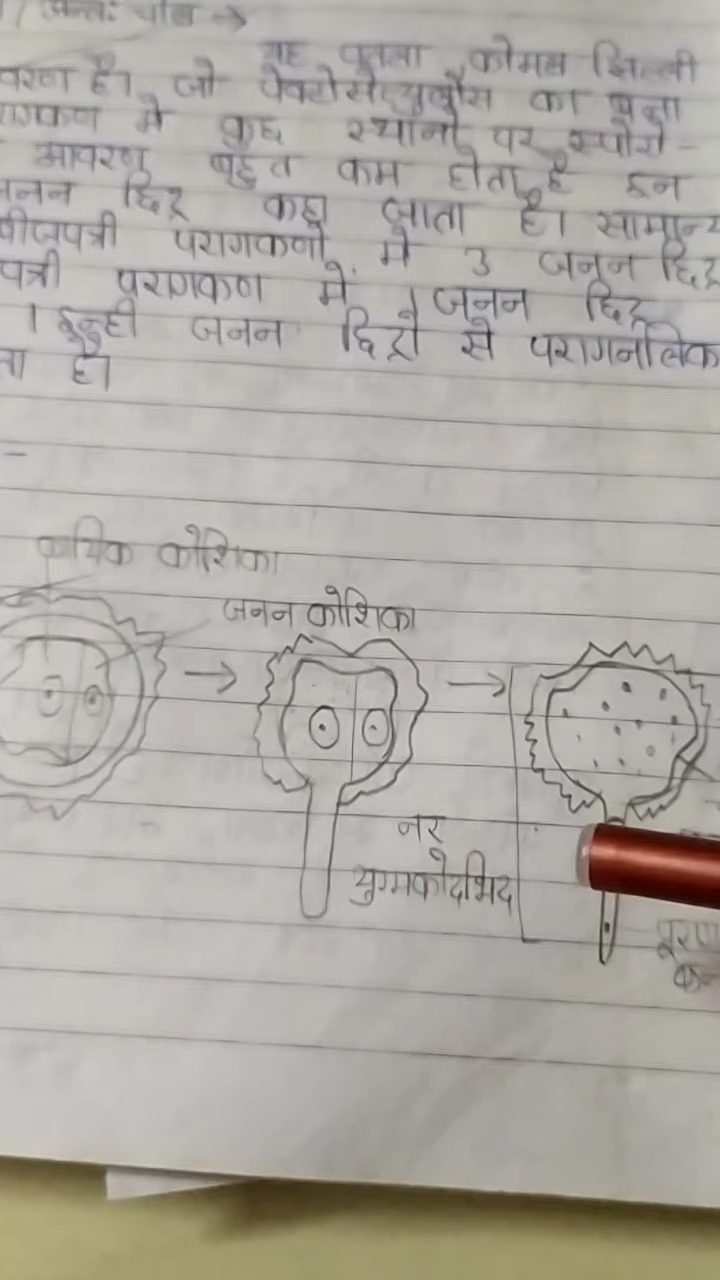 अन्तः चोल →
यह पतला कोमल झिल्ली
वरण है। जो पेक्टोसेल्युलोस का बना
गकण में कुछ स्थानों पर स्पोरो-
आवरण बहुत कम होता है इन
जनन छिद्र कहा जाता है। सामान्य
बीजपत्री परागकणों में 3 जनन छिद्र
पत्री परागकण में 1 जनन छिद्र
। इन्ही जनन छिद्रो से परागनलिक
ता है।
कायिक कोशिका
जनन कोशिका
नर
युग्मकोदभिद